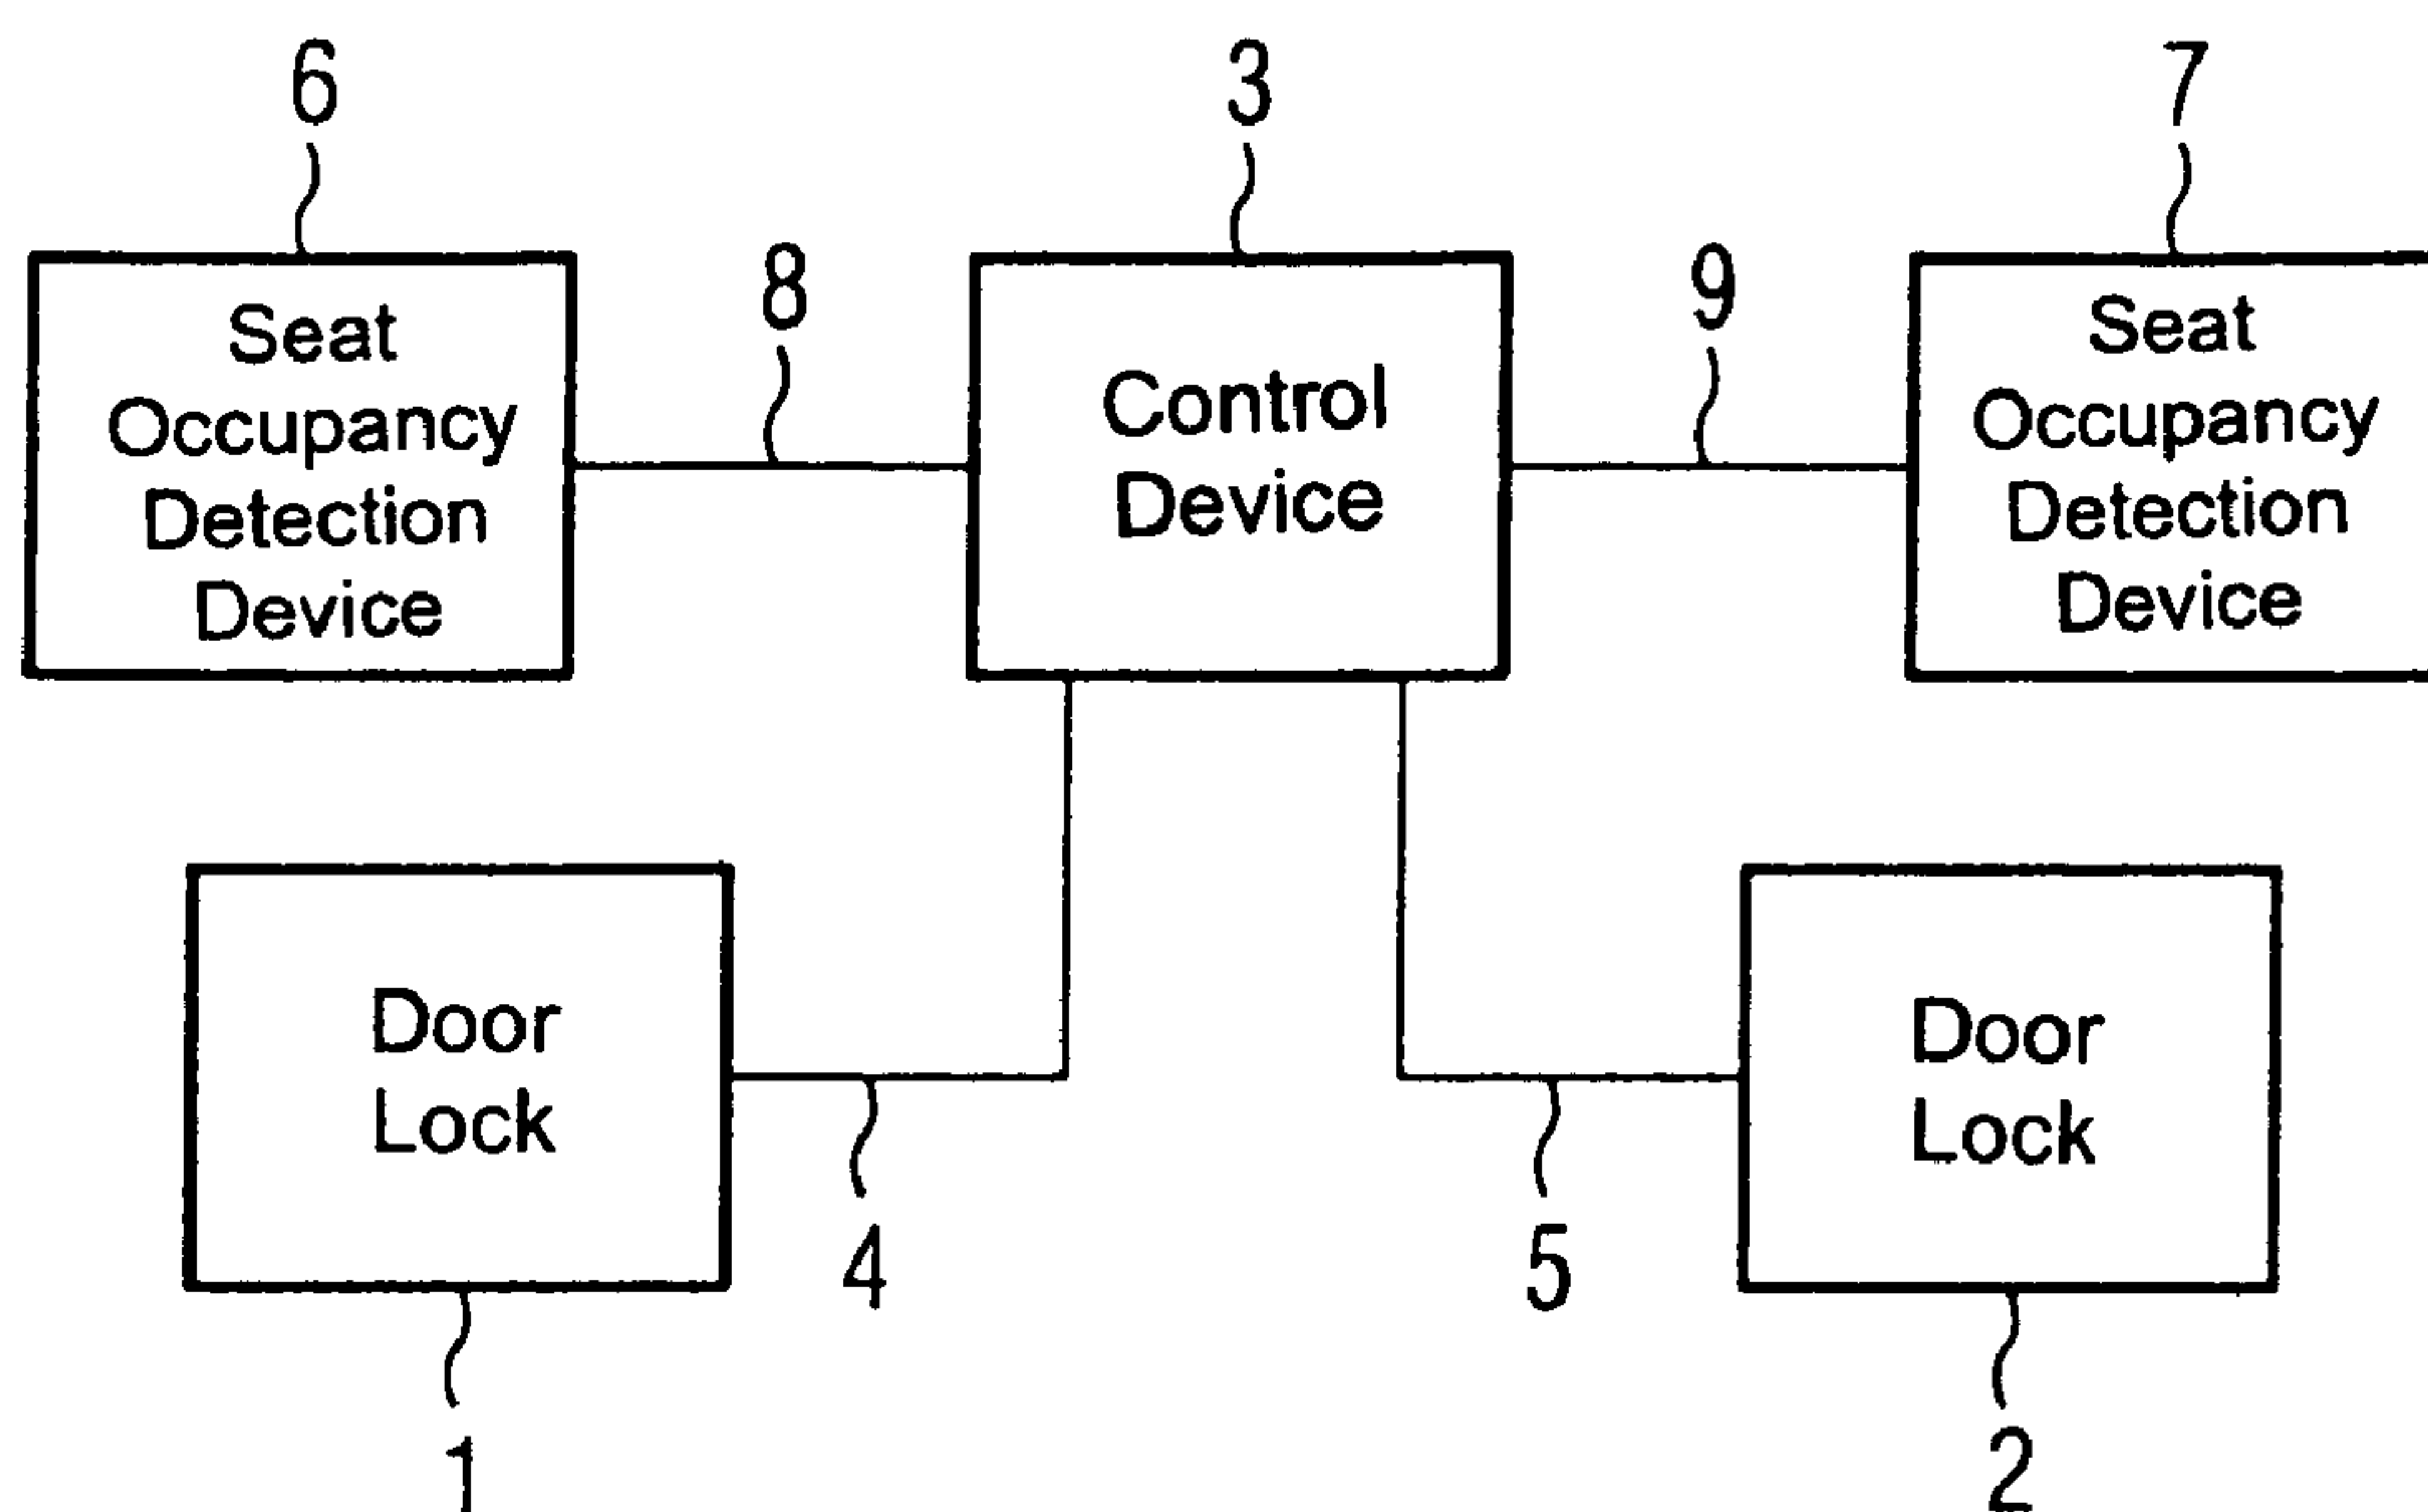 6
3
7
8
9
Seat
Occupancy
Detection
Device
Control
Device
Seat
Occupancy
Detection
Device
Door
Lock
Door
Lock
4
5
1
2